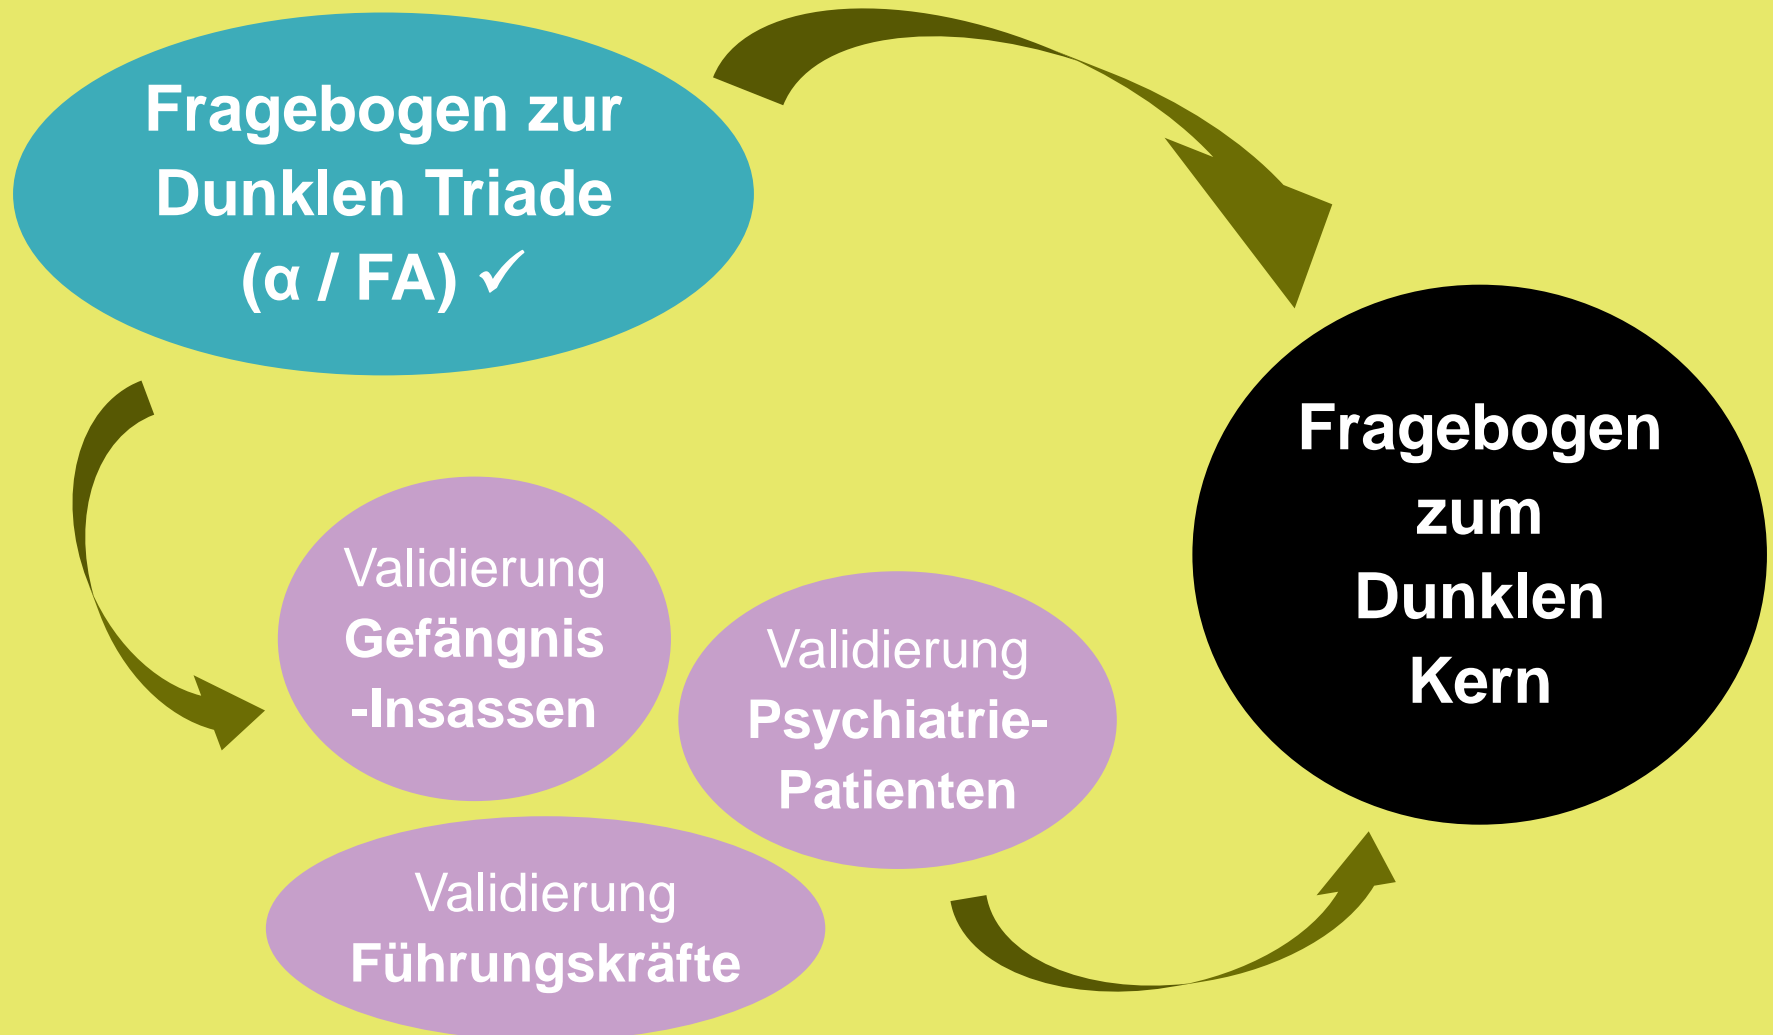 Fragebogen zur
Dunklen Triade
(α / FA) ✓
Validierung
Gefängnis
-Insassen
Validierung
Psychiatrie-
Patienten
Validierung
Führungskräfte
Fragebogen
zum
Dunklen
Kern